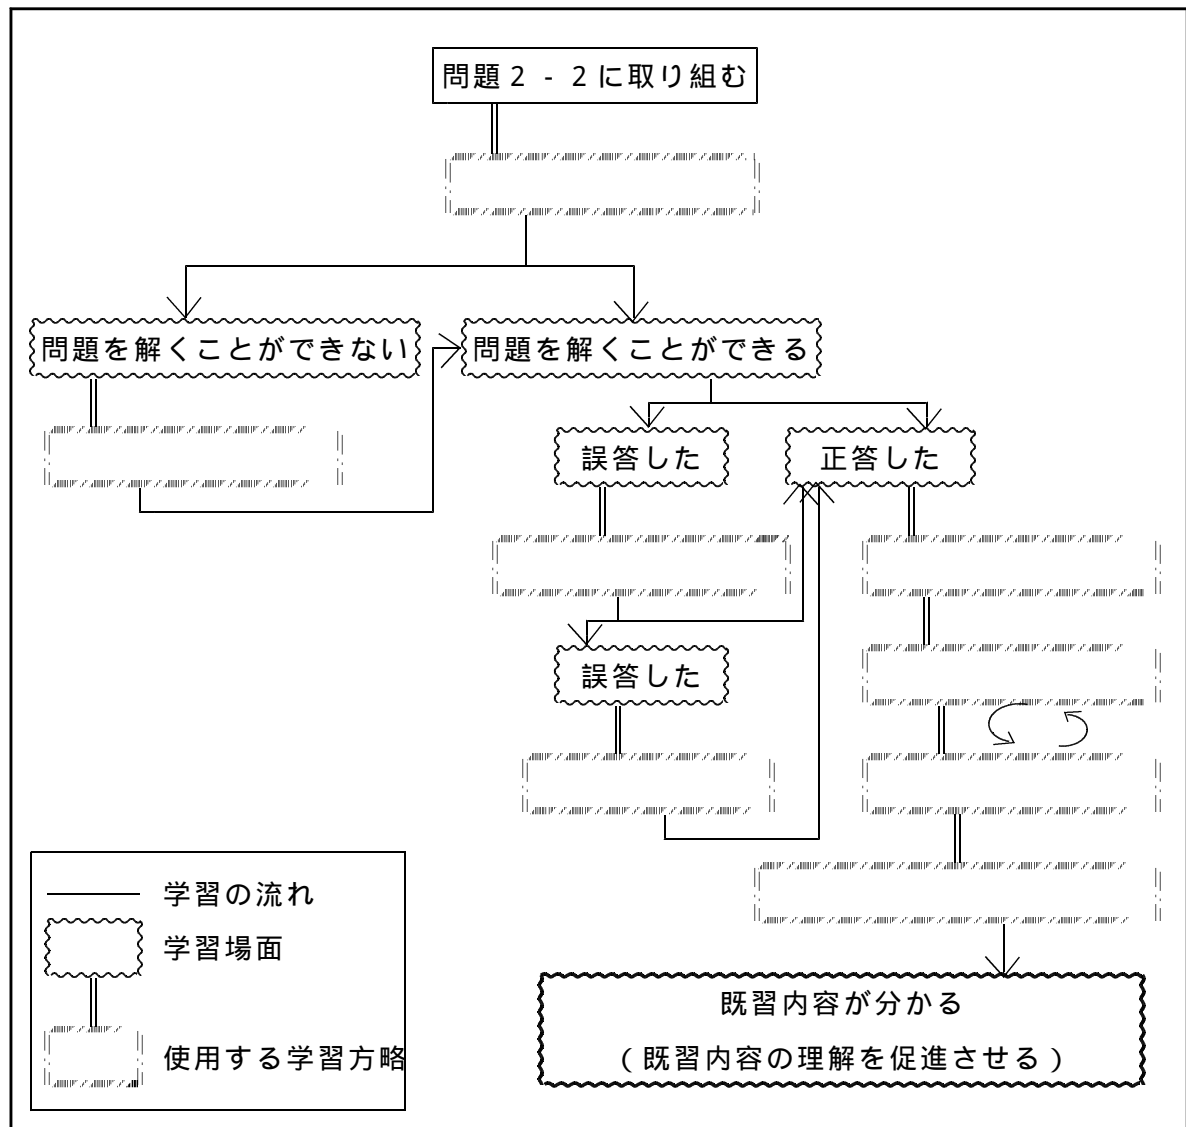 問題２‐２に取り組む
問題を解くことができない
問題を解くことができる
誤答した
正答した
誤答した
学習の流れ
学習場面
使用する学習方略
既習内容が分かる
（既習内容の理解を促進させる）